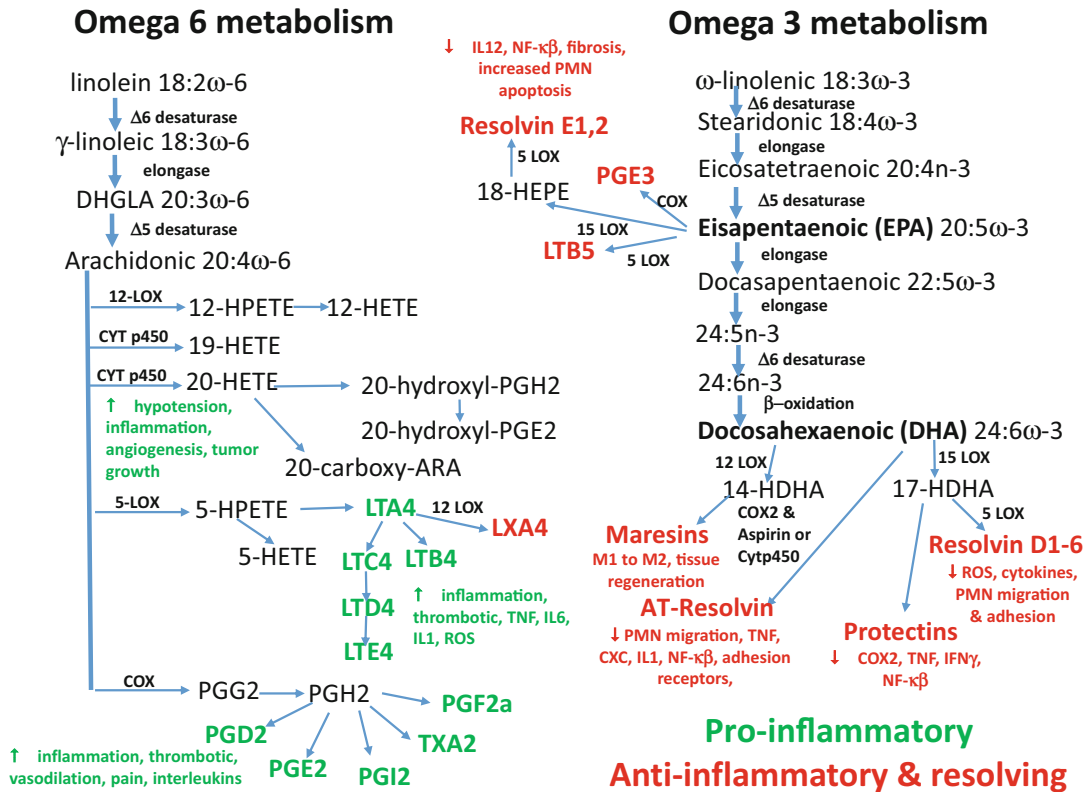 Omega 6 metabolism
linolein 18:2ω-6
Δ6 desaturase
γ-linoleic 18:3ω-6
elongase
DHGLA 20:3ω-6
Δ5 desaturase
Arachidonic 20:4ω-6
12-LOX
12-HPETE
12-HETE
CYT p450
19-HETE
CYT p450
20-HETE
20-hydroxyl-PGH2
↑ hypotension,
inflammation,
angiogenesis, tumor
growth
20-hydroxyl-PGE2
20-carboxy-ARA
5-LOX
5-HPETE
LTA4
12 LOX
LXA4
5-HETE
LTC4
LTB4
LTD4
LTE4
↑ inflammation,
thrombotic, TNF, IL6,
IL1, ROS
COX
PGG2
PGH2
PGF2a
PGD2
TXA2
PGE2
PGI2
↑ inflammation, thrombotic,
vasodilation, pain, interleukins
Omega 3 metabolism
↓ IL12, NF-κβ, fibrosis,
increased PMN
apoptosis
Resolvin E1,2
5 LOX
18-HEPE
PGE3
COX
15 LOX
LTB5
5 LOX
ω-linolenic 18:3ω-3
Δ6 desaturase
Stearidonic 18:4ω-3
elongase
Eicosatetraenoic 20:4n-3
Δ5 desaturase
Eisapentaenoic (EPA) 20:5ω-3
elongase
Docasapentaenoic 22:5ω-3
elongase
24:5n-3
Δ6 desaturase
24:6n-3
β–oxidation
Docosahexaenoic (DHA) 24:6ω-3
12 LOX
15 LOX
14-HDHA
17-HDHA
COX2 &
Aspirin or
Cytp450
5 LOX
Maresins
M1 to M2, tissue
regeneration
Resolvin D1-6
↓ ROS, cytokines,
PMN migration
& adhesion
AT-Resolvin
↓ PMN migration, TNF,
CXC, IL1, NF-κβ, adhesion
receptors,
Protectins
↓ COX2, TNF, IFNγ,
NF-κβ
Pro-inflammatory
Anti-inflammatory & resolving